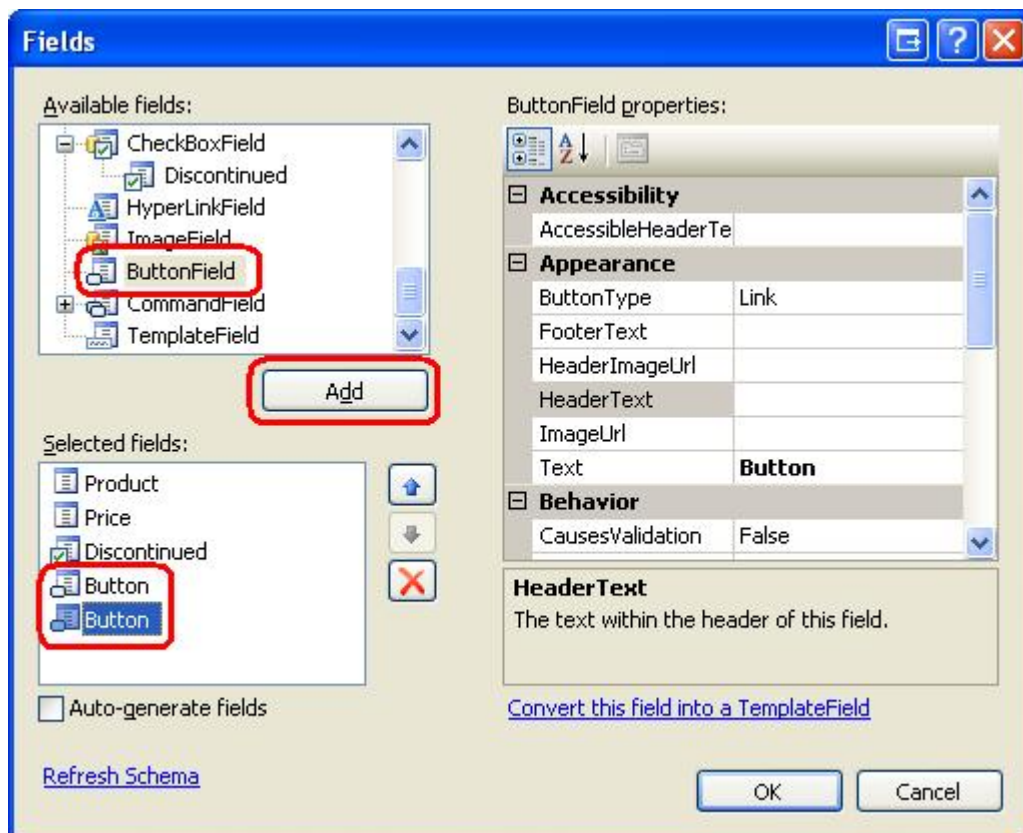 Fields
Available fields:
CheckBoxField
Discontinued
HyperLinkField
ImageField
ButtonField
CommandField
TemplateField
Add
Selected fields:
Product
Price
Discontinued
Button
Button
Auto-generate fields
Refresh Schema
ButtonField properties:
Accessibility
AccessibleHeaderTe
Appearance
ButtonType Link
FooterText
HeaderImageUrl
HeaderText
ImageUrl
Text Button
Behavior
CausesValidation False
HeaderText
The text within the header of this field.
Convert this field into a TemplateField
OK Cancel